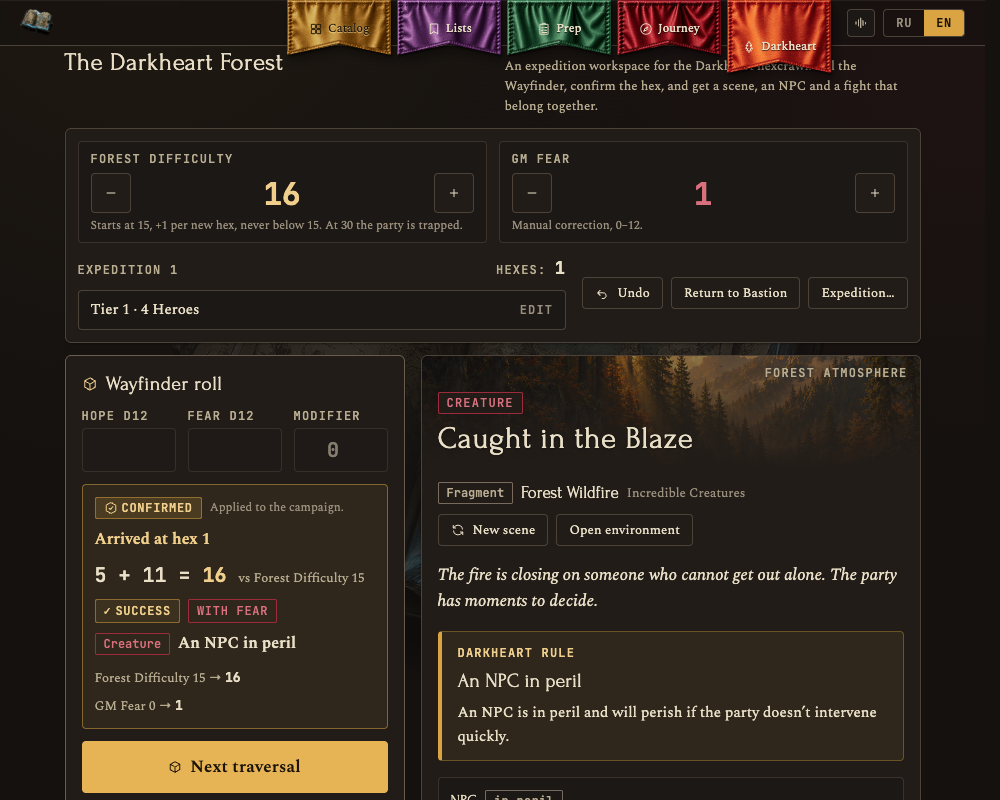 Catalog
Lists
Prep
Journey
Darkheart
RU
EN
The Darkheart Forest
An expedition workspace for the the
Wayfinder, confirm the hex, and get a scene, an NPC and a fight that
belong together.
FOREST DIFFICULTY
−
16
+
Starts at 15, +1 per new hex, never below 15. At 30 the party is trapped.
GM FEAR
−
1
+
Manual correction, 0–12.
EXPEDITION 1
HEXES: 1
Tier 1 · 4 Heroes
EDIT
Undo
Return to Bastion
Expedition…
Wayfinder roll
HOPE D12
FEAR D12
MODIFIER
0
CONFIRMED
Applied to the campaign.
Arrived at hex 1
5 + 11 = 16 vs Forest Difficulty 15
✓ SUCCESS
WITH FEAR
Creature
An NPC in peril
Forest Difficulty 15 → 16
GM Fear 0 → 1
Next traversal
FOREST ATMOSPHERE
CREATURE
Caught in the Blaze
Fragment
Forest Wildfire
Incredible Creatures
New scene
Open environment
The fire is closing on someone who cannot get out alone. The party
has moments to decide.
DARKHEART RULE
An NPC in peril
An NPC is in peril and will perish if the party doesn’t intervene
quickly.
NPC
in peril